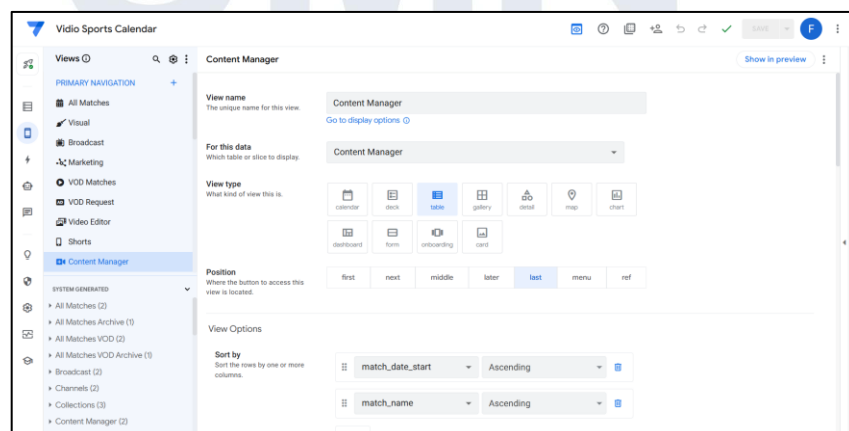 Vidio Sports Calendar
SAVE
F
Views
PRIMARY NAVIGATION
+
All Matches
Visual
Broadcast
Marketing
VOD Matches
VOD Request
Video Editor
Shorts
Content Manager
SYSTEM GENERATED
All Matches (2)
All Matches Archive (1)
All Matches VOD (2)
All Matches VOD Archive (1)
Broadcast (2)
Channels (2)
Collections (3)
Content Manager (2)
Content Manager
Show in preview
View name
The unique name for this view.
Content Manager
Go to display options
For this data
Which table or slice to display.
Content Manager
View type
What kind of view this is.
calendar deck table gallery detail map chart
dashboard form onboarding card
Position
Where the button to access this
view is located.
first next middle later last menu ref
View Options
Sort by
Sort the rows by one or more
columns.
match_date_start Ascending
match_name Ascending